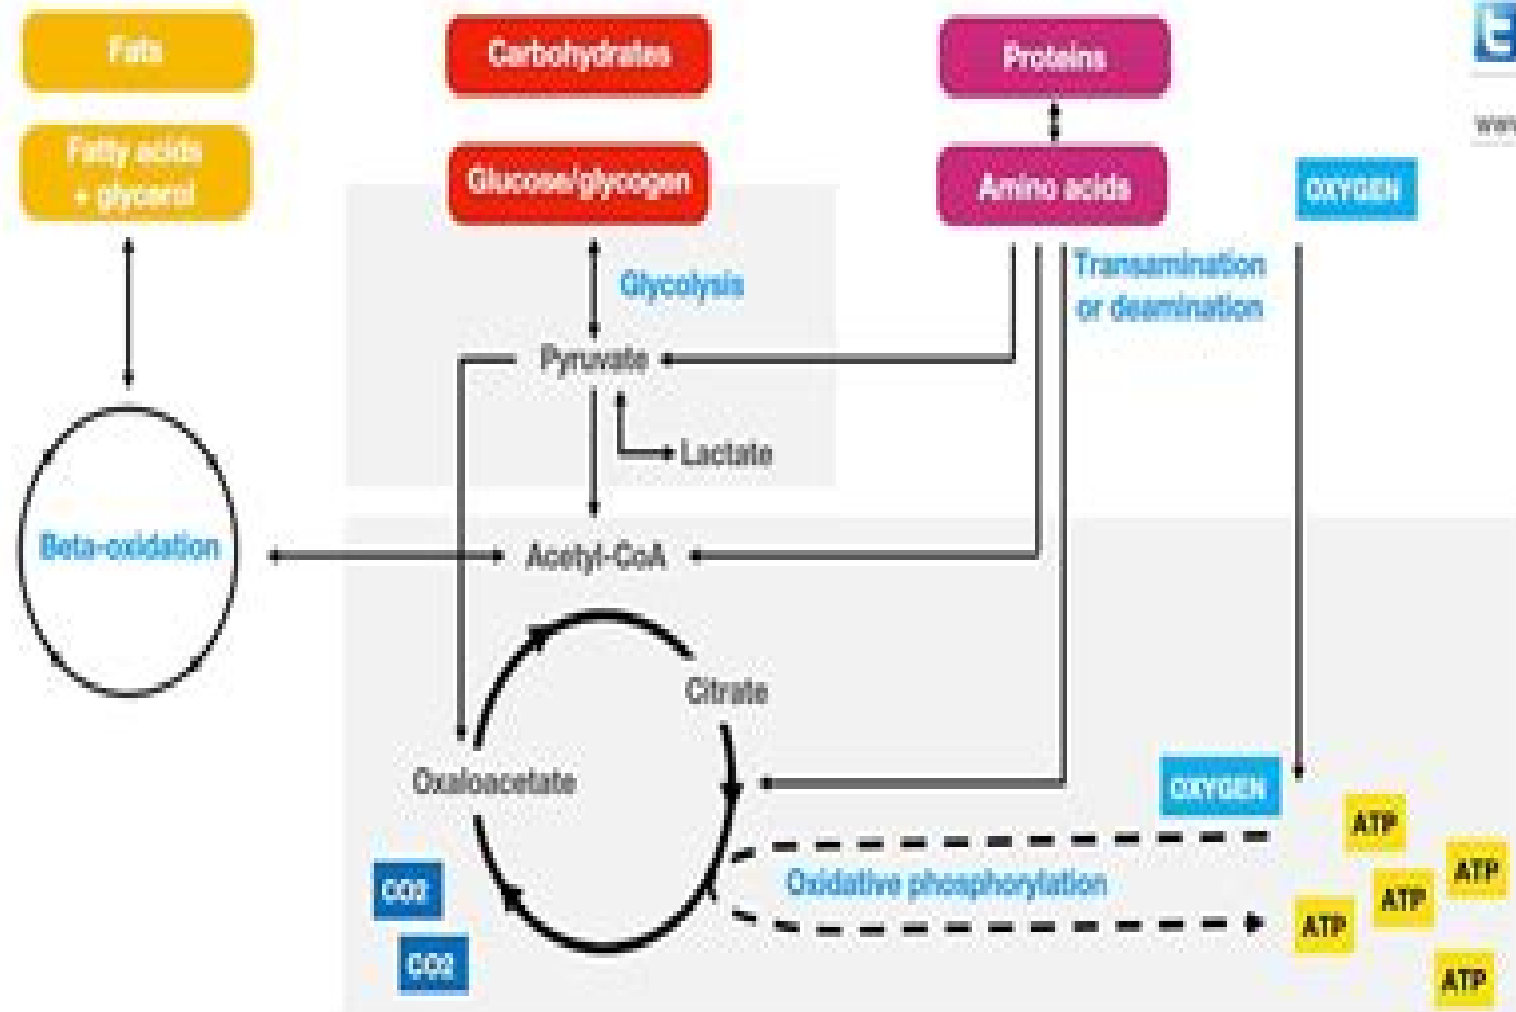 Fats
Carbohydrates
Proteins
Fatty acids
+ glycerol
Glucose/glycogen
Amino acids
OXYGEN
Glycolysis
Transamination
or deamination
Pyruvate
Lactate
Beta-oxidation
Acetyl-CoA
Citrate
Oxaloacetate
OXYGEN
ATP
ATP
CO2
Oxidative phosphorylation
ATP
ATP
CO2
ATP